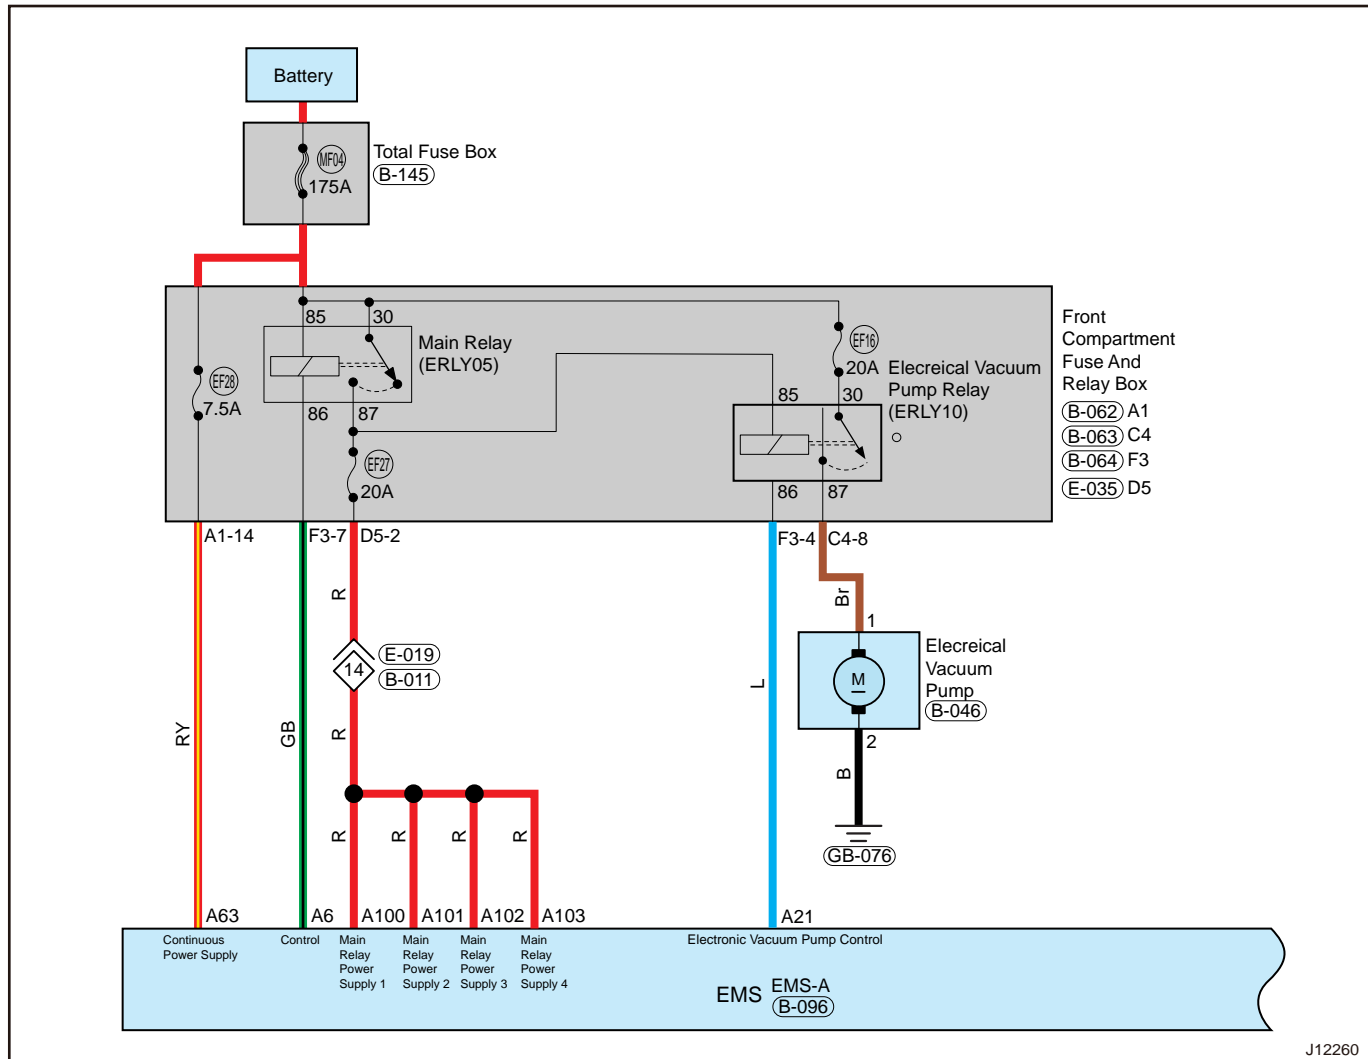 Battery
MF04
175A
Total Fuse Box
B-145
85
30
Main Relay
(ERLY05)
86
87
EF28
7.5A
EF27
20A
EF16
20A
Elecreical Vacuum
Pump Relay
(ERLY10)
85
30
86
87
Front
Compartment
Fuse And
Relay Box
B-062 A1
B-063 C4
B-064 F3
E-035 D5
A1-14
F3-7
D5-2
F3-4
C4-8
R
14
E-019
B-011
Br
1
Elecreical
Vacuum
Pump
B-046
M
2
RY
GB
R
L
B
R
R
R
R
GB-076
A63
A6
A100
A101
A102
A103
A21
Continuous
Power Supply
Control
Main
Relay
Power
Supply 1
Main
Relay
Power
Supply 2
Main
Relay
Power
Supply 3
Main
Relay
Power
Supply 4
Electronic Vacuum Pump Control
EMS
EMS-A
B-096
J12260